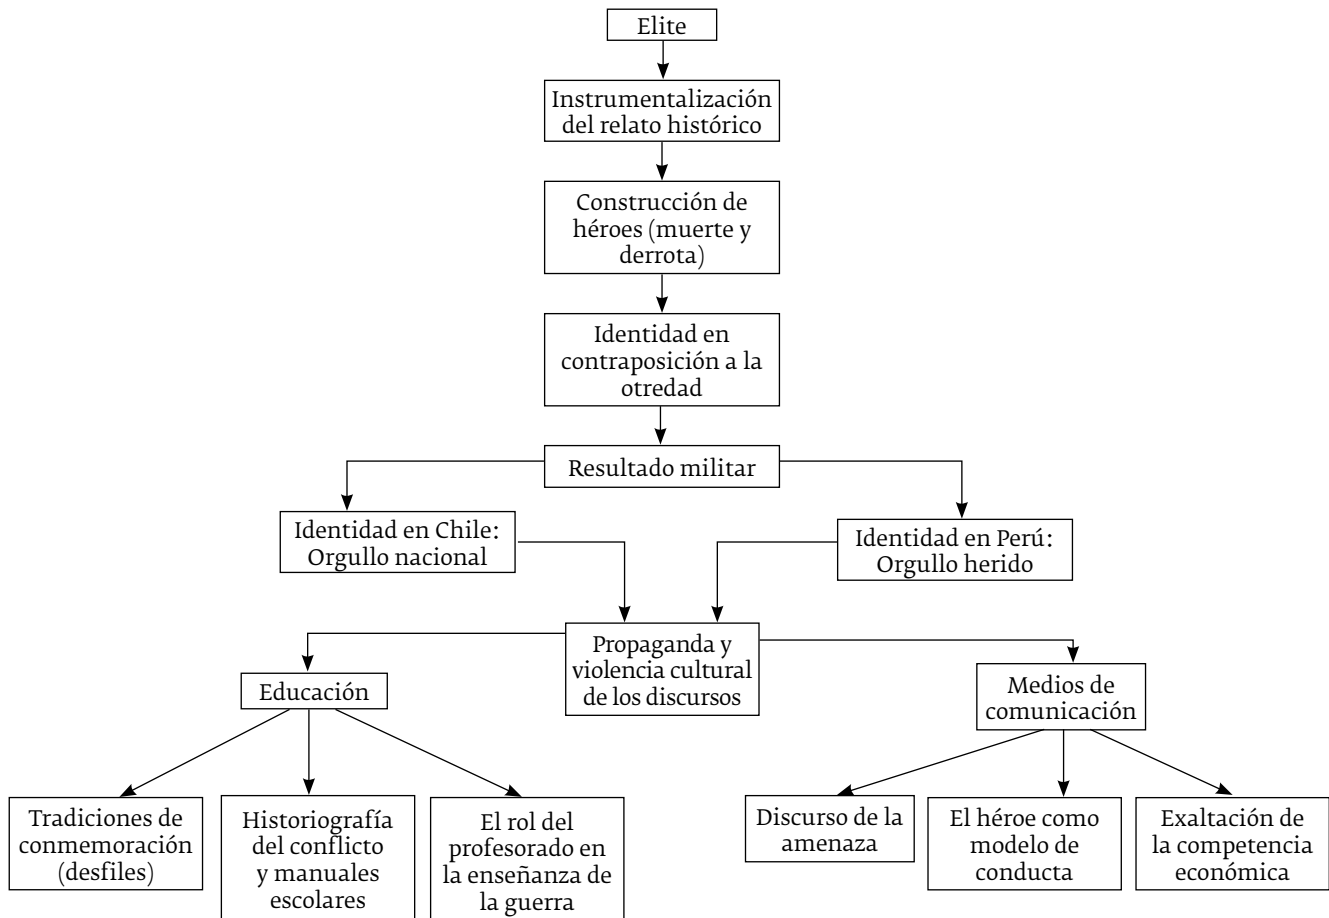 Elite
Instrumentalización
del relato histórico
Construcción de
héroes (muerte y
derrota)
Identidad en
contraposición a la
otredad
Resultado militar
Identidad en Chile:
Orgullo nacional
Identidad en Perú:
Orgullo herido
Propaganda y
violencia cultural
de los discursos
Educación
Medios de
comunicación
Tradiciones de
conmemoración
(desfiles)
Historiografía
del conflicto
y manuales
escolares
El rol del
profesorado en
la enseñanza de
la guerra
Discurso de la
amenaza
El héroe como
modelo de
conducta
Exaltación de
la competencia
económica